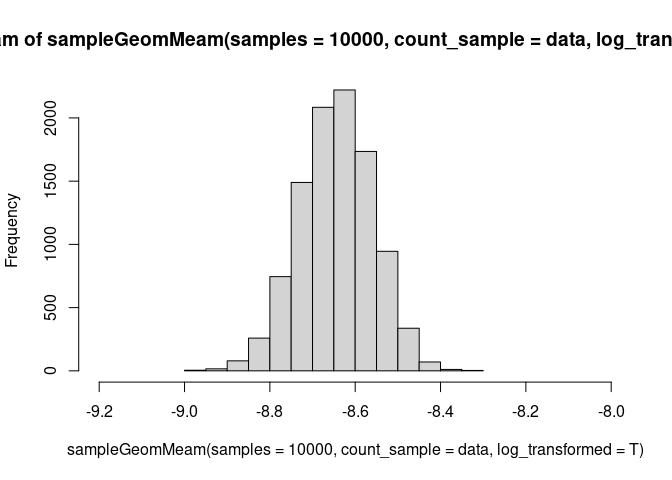 am of sampleGeomMeam(samples = 10000, count_sample = data, log_tran
Frequency
2000
1500
1000
500
0
-9.2 -9.0 -8.8 -8.6 -8.4 -8.2 -8.0
sampleGeomMeam(samples = 10000, count_sample = data, log_transformed = T)